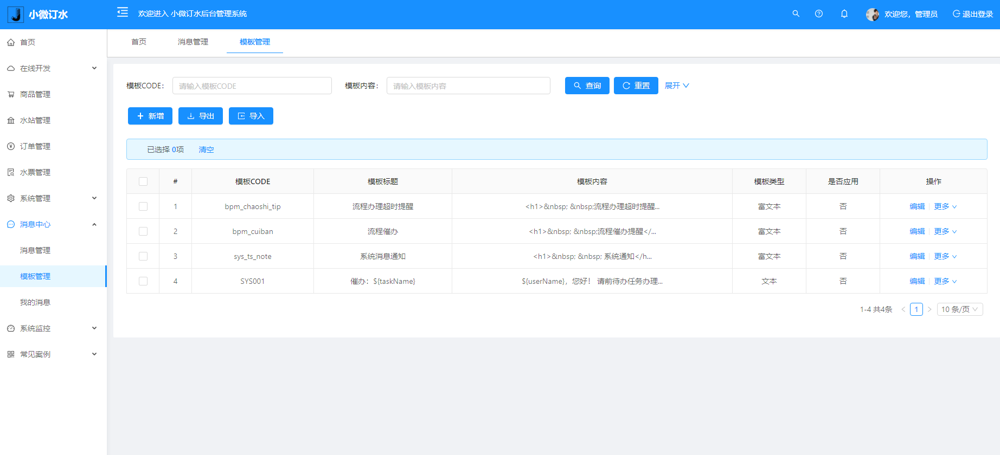 小微订水
欢迎进入 小微订水后台管理系统
欢迎您，管理员
退出登录
首页
在线开发
商品管理
水站管理
订单管理
水票管理
系统管理
消息中心
消息管理
模板管理
我的消息
系统监控
常见案例
首页 消息管理 模板管理
模板CODE： 请输入模板CODE 模板内容： 请输入模板内容 查询 重置 展开
新增 导出 导入
已选择 0项 清空
# 模板CODE 模板标题 模板内容 模板类型 是否应用 操作
1 bpm_chaoshi_tip 流程办理超时提醒 <h1>&nbsp; &nbsp;流程办理超时提醒... 富文本 否 编辑 更多
2 bpm_cuiban 流程催办 <h1>&nbsp; &nbsp;流程催办提醒</... 富文本 否 编辑 更多
3 sys_ts_note 系统消息通知 <h1>&nbsp; &nbsp; 系统通知</h... 富文本 否 编辑 更多
4 SYS001 催办：${taskName} ${userName}，您好！ 请前待办任务办理... 文本 否 编辑 更多
1-4 共4条 < 1 > 10 条/页